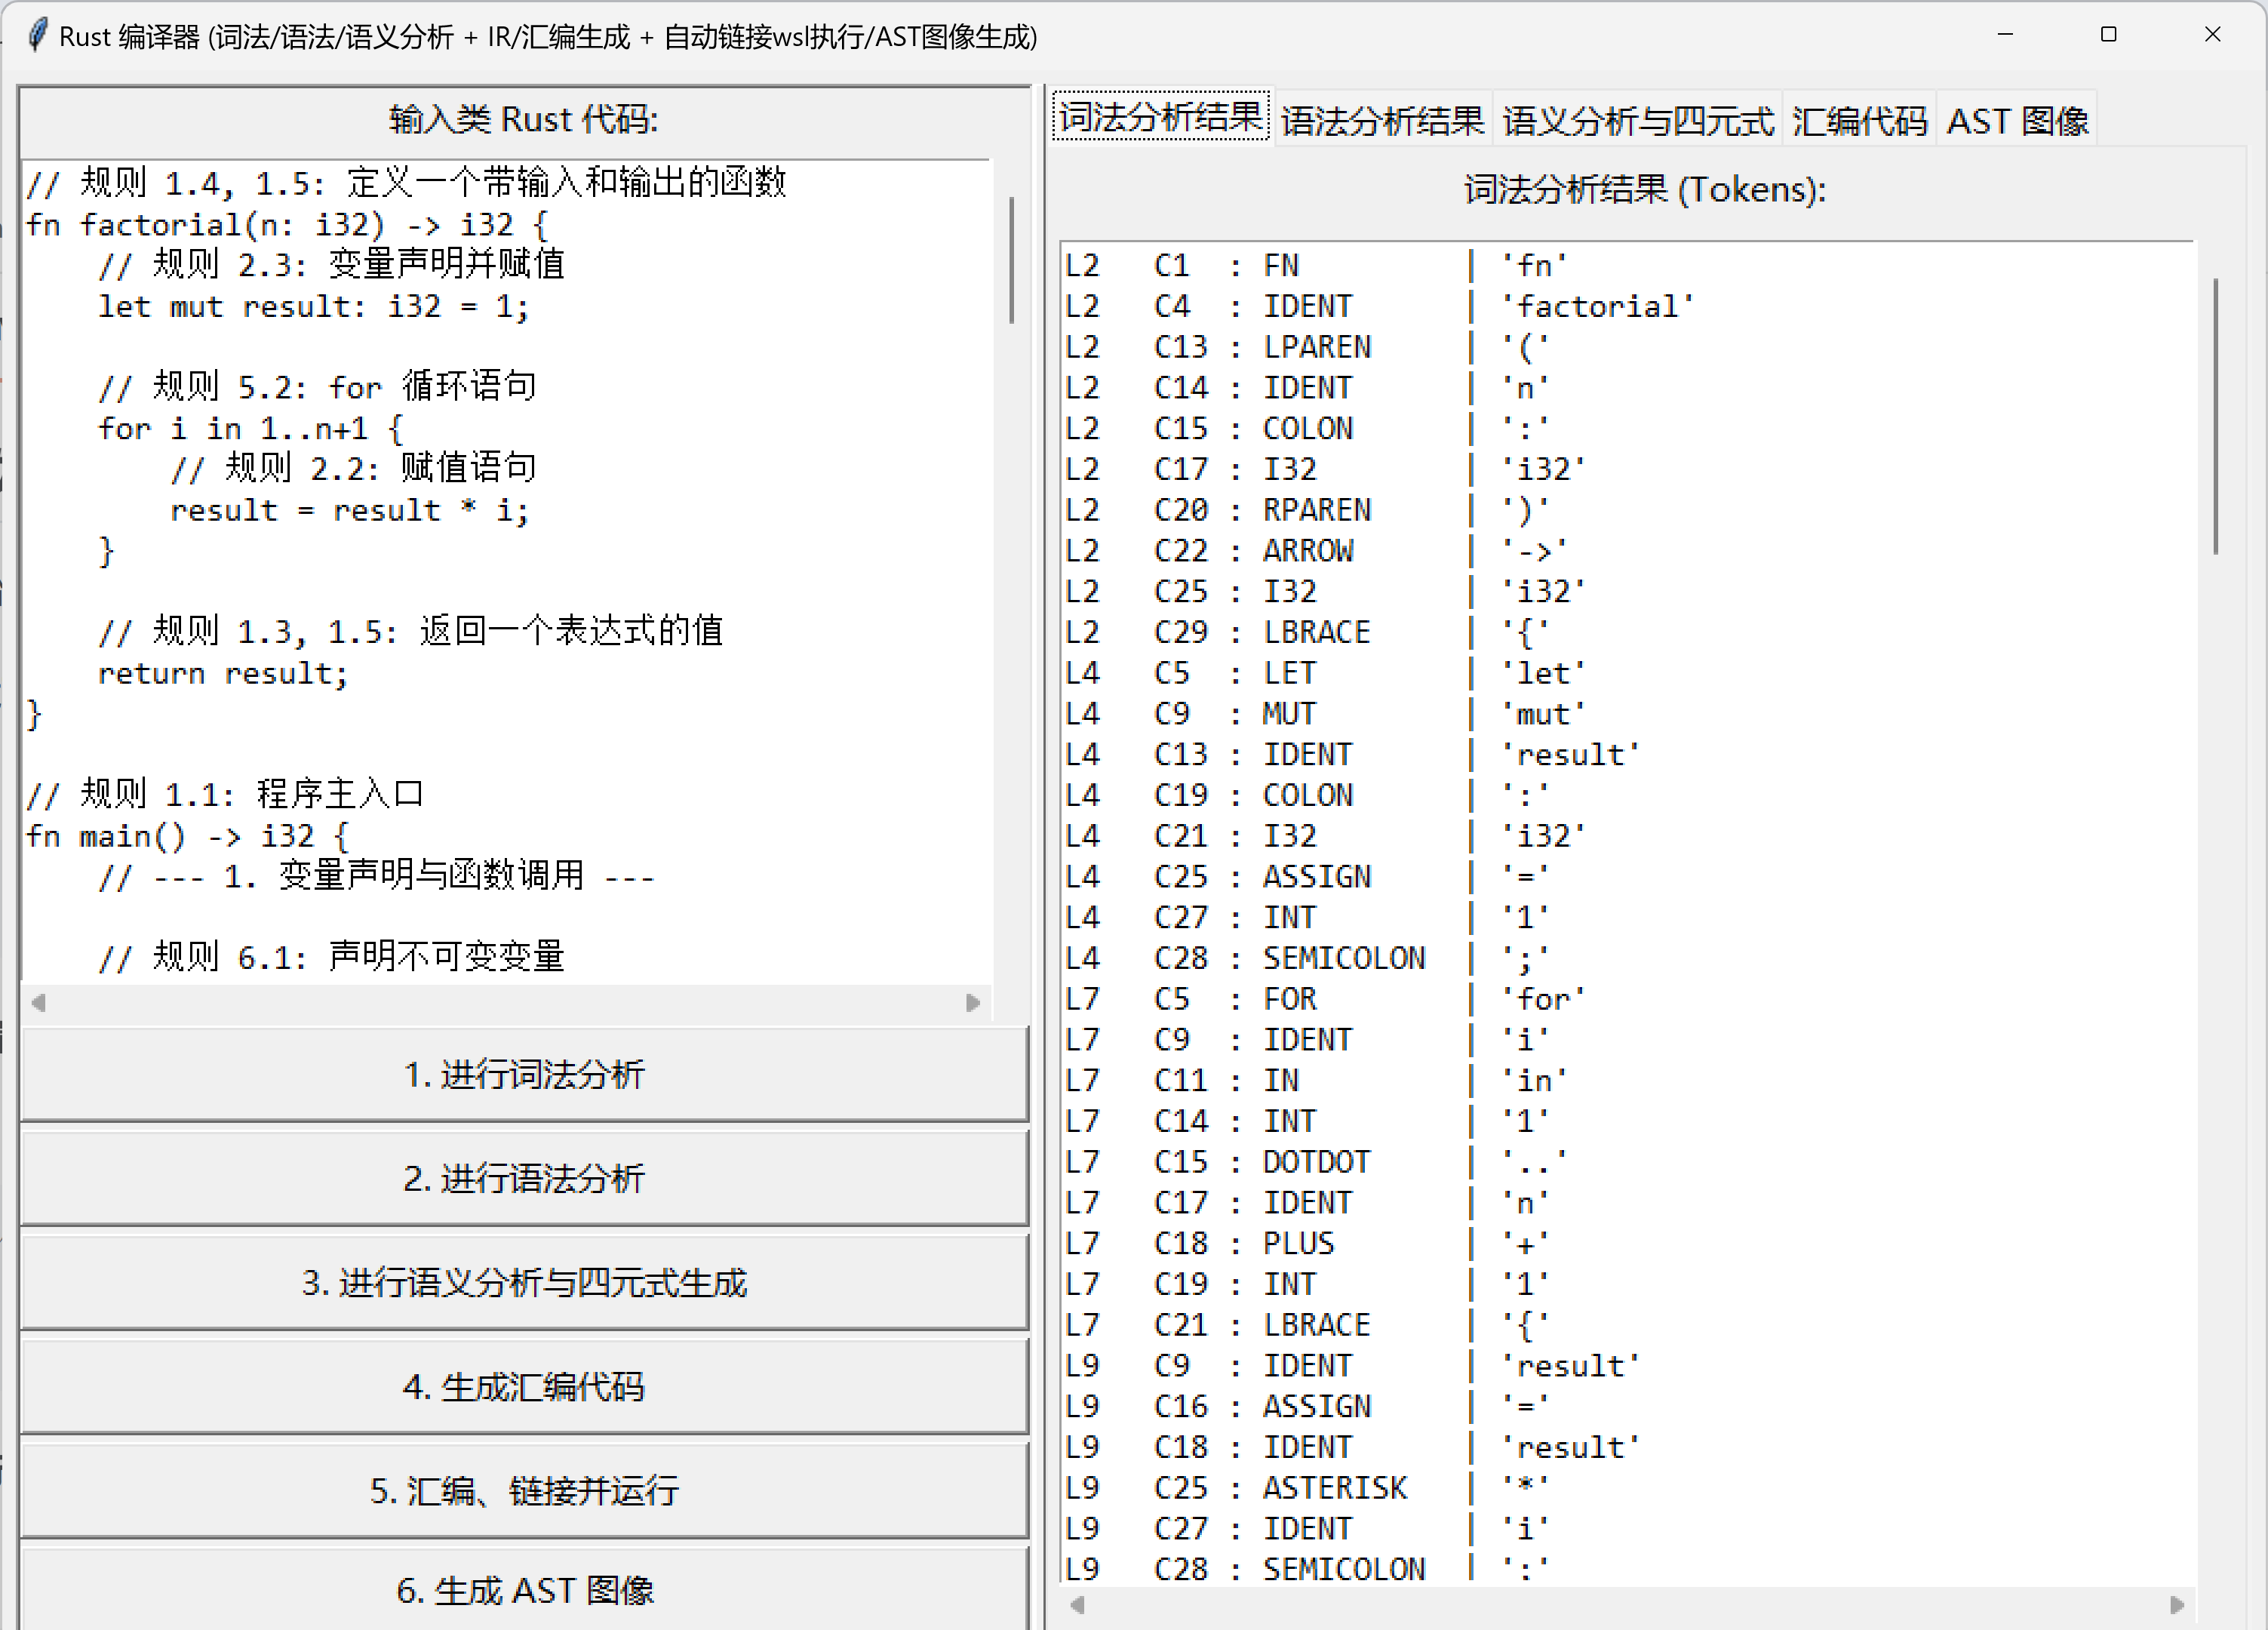 Rust 编译器 (词法/语法/语义分析 + IR/汇编生成 + 自动链接wsl执行/AST图像生成)
输入类 Rust 代码:
// 规则 1.4, 1.5: 定义一个带输入和输出的函数
fn factorial(n: i32) -> i32 {
    // 规则 2.3: 变量声明并赋值
    let mut result: i32 = 1;

    // 规则 5.2: for 循环语句
    for i in 1..n+1 {
        // 规则 2.2: 赋值语句
        result = result * i;
    }

    // 规则 1.3, 1.5: 返回一个表达式的值
    return result;
}

// 规则 1.1: 程序主入口
fn main() -> i32 {
    // --- 1. 变量声明与函数调用 ---

    // 规则 6.1: 声明不可变变量
1. 进行词法分析
2. 进行语法分析
3. 进行语义分析与四元式生成
4. 生成汇编代码
5. 汇编、链接并运行
6. 生成 AST 图像
词法分析结果 语法分析结果 语义分析与四元式 汇编代码 AST 图像
词法分析结果 (Tokens):
L2   C1  : FN         | 'fn'
L2   C4  : IDENT      | 'factorial'
L2   C13 : LPAREN     | '('
L2   C14 : IDENT      | 'n'
L2   C15 : COLON      | ':'
L2   C17 : I32        | 'i32'
L2   C20 : RPAREN     | ')'
L2   C22 : ARROW      | '->'
L2   C25 : I32        | 'i32'
L2   C29 : LBRACE     | '{'
L4   C5  : LET        | 'let'
L4   C9  : MUT        | 'mut'
L4   C13 : IDENT      | 'result'
L4   C19 : COLON      | ':'
L4   C21 : I32        | 'i32'
L4   C25 : ASSIGN     | '='
L4   C27 : INT        | '1'
L4   C28 : SEMICOLON  | ';'
L7   C5  : FOR        | 'for'
L7   C9  : IDENT      | 'i'
L7   C11 : IN         | 'in'
L7   C14 : INT        | '1'
L7   C15 : DOTDOT     | '..'
L7   C17 : IDENT      | 'n'
L7   C18 : PLUS       | '+'
L7   C19 : INT        | '1'
L7   C21 : LBRACE     | '{'
L9   C9  : IDENT      | 'result'
L9   C16 : ASSIGN     | '='
L9   C18 : IDENT      | 'result'
L9   C25 : ASTERISK   | '*'
L9   C27 : IDENT      | 'i'
L9   C28 : SEMICOLON  | ';'